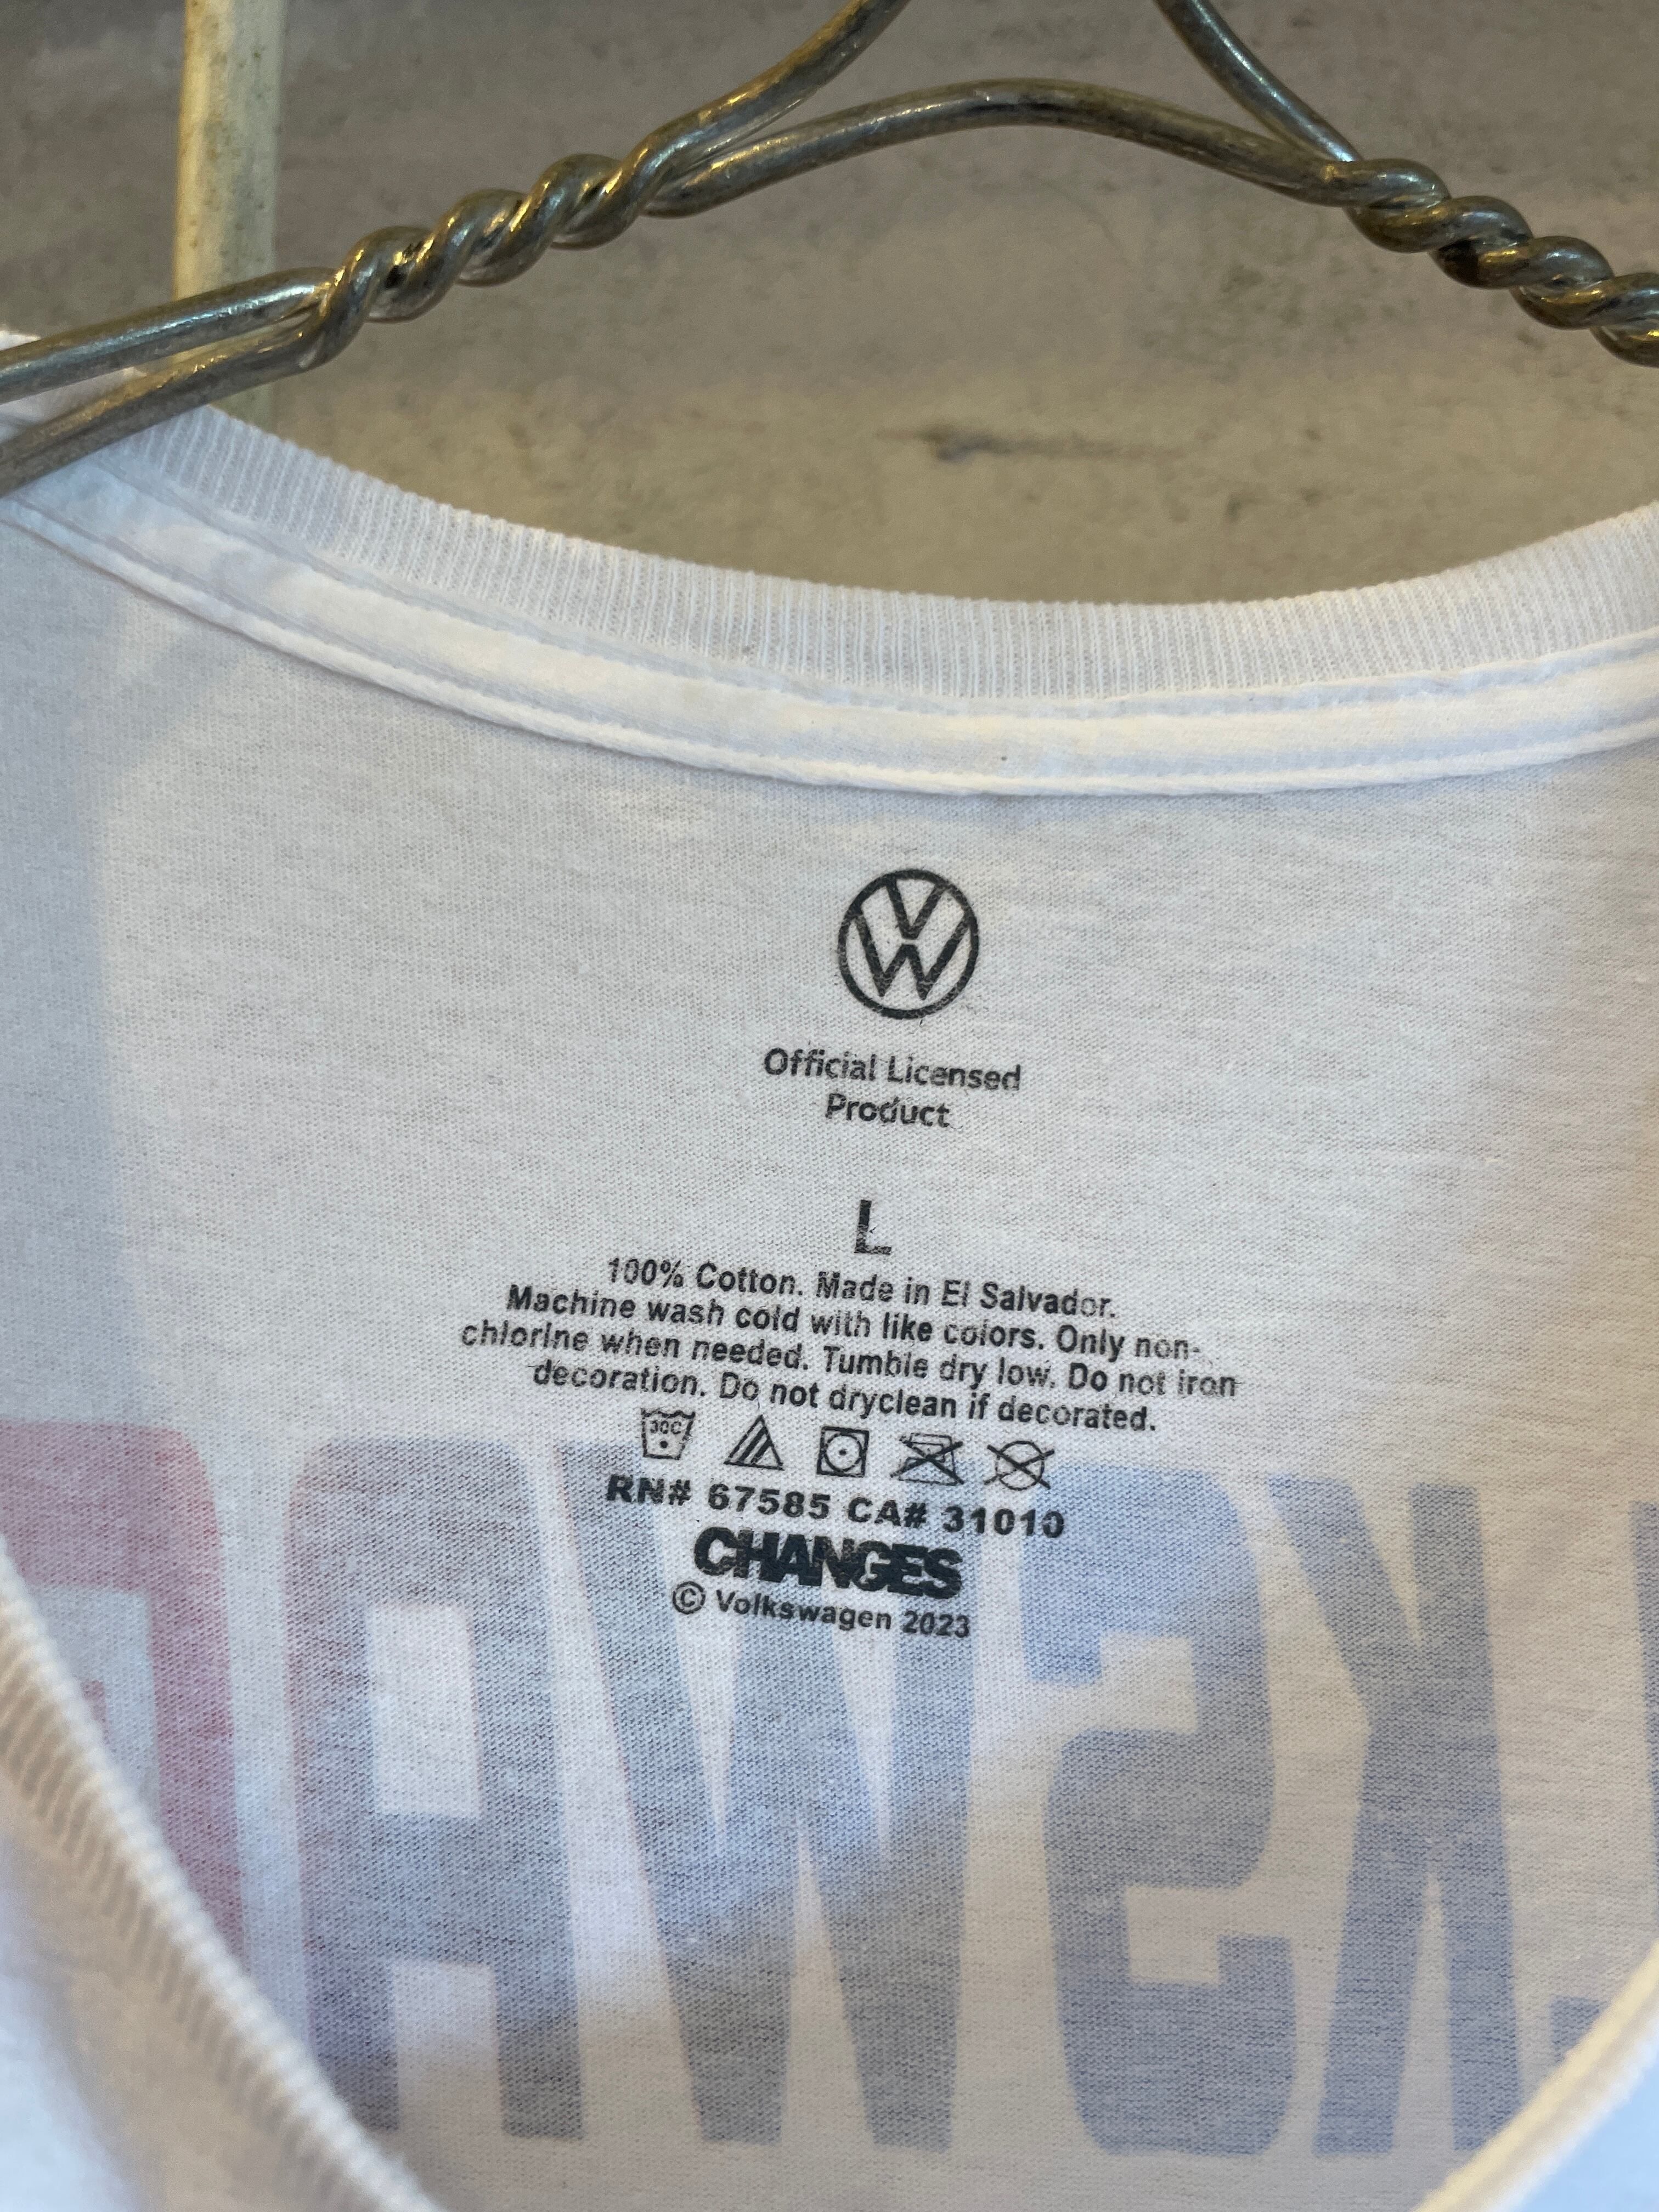 Official Licensed
Product
L
100% Cotton. Made in El Salvador.
Machine wash cold with like colors. Only non-
chlorine when needed. Tumble dry low. Do not iron
decoration. Do not dryclean if decorated.
30C
RN# 67585 CA# 31010
CHANGES
© Volkswagen 2023